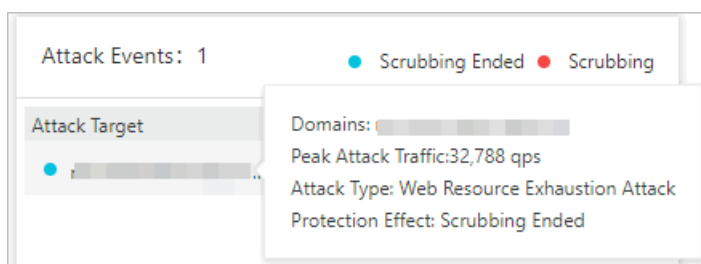 Attack Events: 1
Scrubbing Ended Scrubbing
Attack Target
Domains:
Peak Attack Traffic:32,788 qps
Attack Type: Web Resource Exhaustion Attack
Protection Effect: Scrubbing Ended